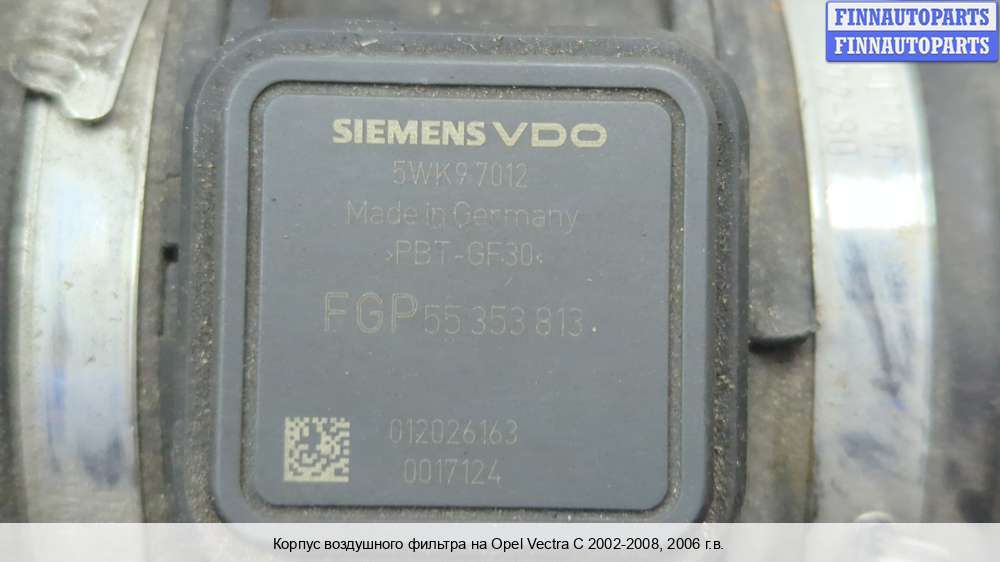 FINNAUTOPARTS
FINNAUTOPARTS
SIEMENS VDO
5WK9 7012
Made in Germany
>PBT-GF30<
FGP 55 353 813
012026163
0017124
Корпус воздушного фильтра на Opel Vectra C 2002-2008, 2006 г.в.